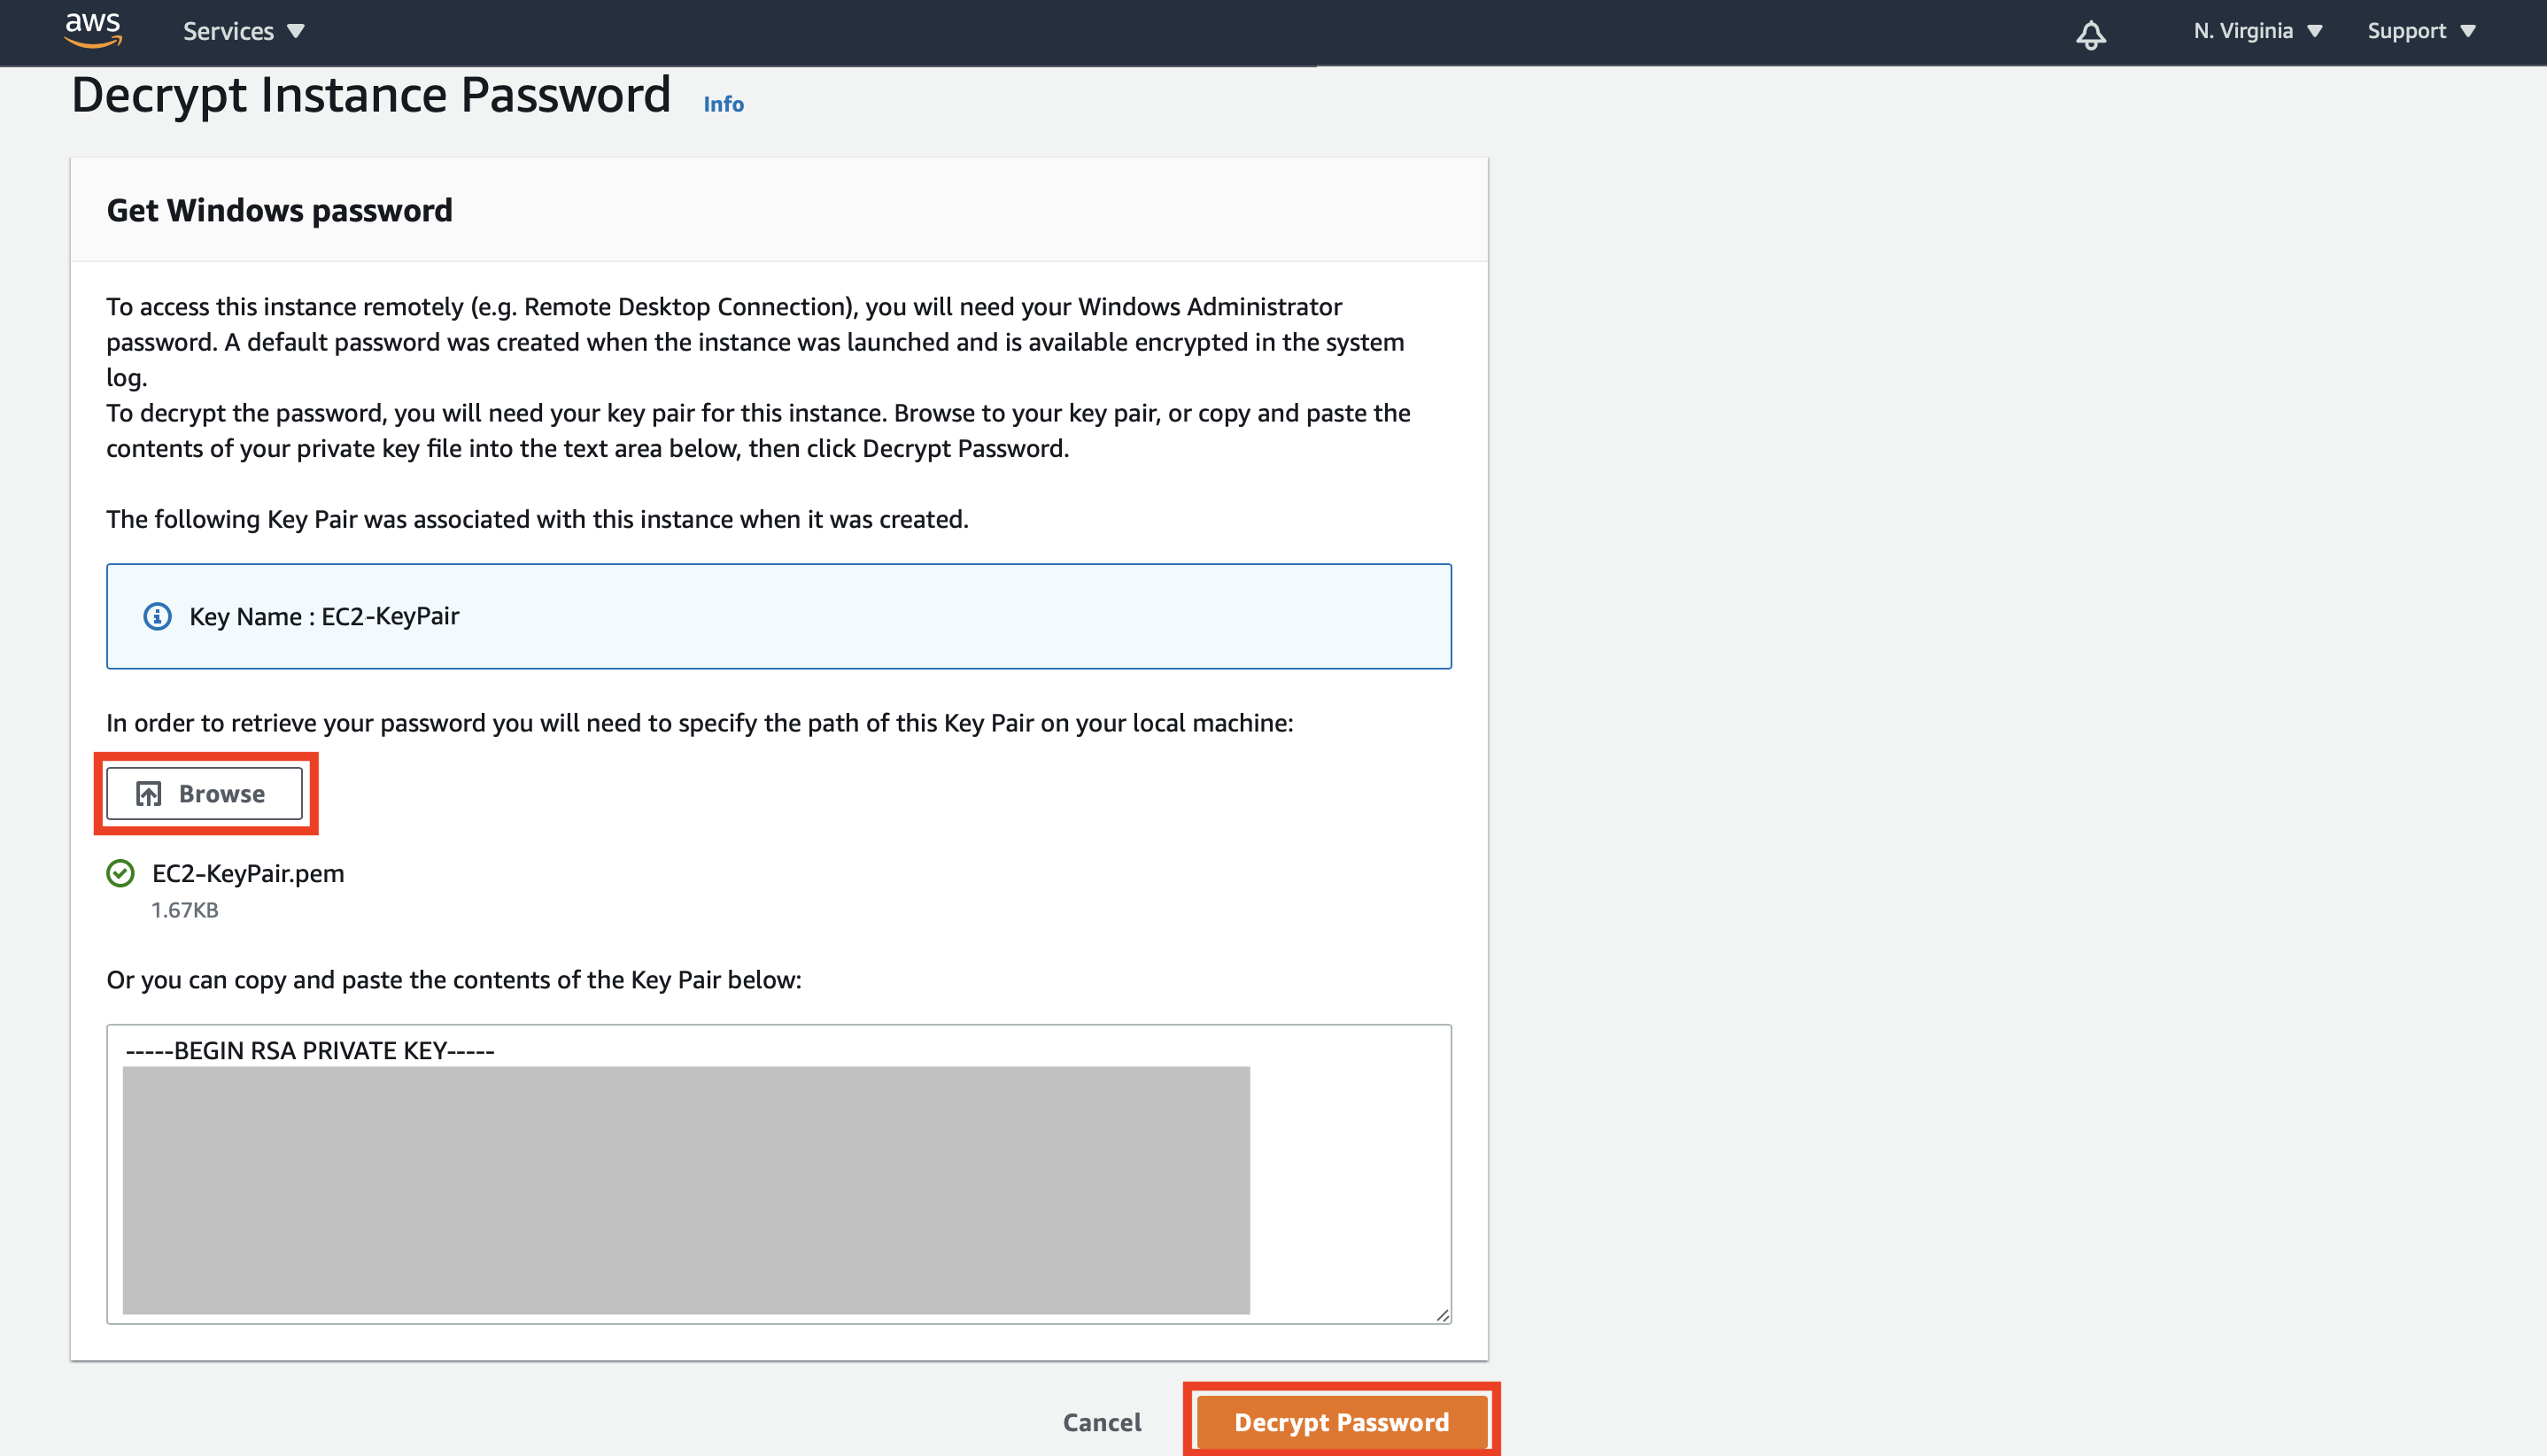 aws
Services
N. Virginia
Support
Decrypt Instance Password
Info
Get Windows password
To access this instance remotely (e.g. Remote Desktop Connection), you will need your Windows Administrator
password. A default password was created when the instance was launched and is available encrypted in the system
log.
To decrypt the password, you will need your key pair for this instance. Browse to your key pair, or copy and paste the
contents of your private key file into the text area below, then click Decrypt Password.
The following Key Pair was associated with this instance when it was created.
Key Name : EC2-KeyPair
In order to retrieve your password you will need to specify the path of this Key Pair on your local machine:
Browse
EC2-KeyPair.pem
1.67KB
Or you can copy and paste the contents of the Key Pair below:
-----BEGIN RSA PRIVATE KEY-----
Cancel
Decrypt Password